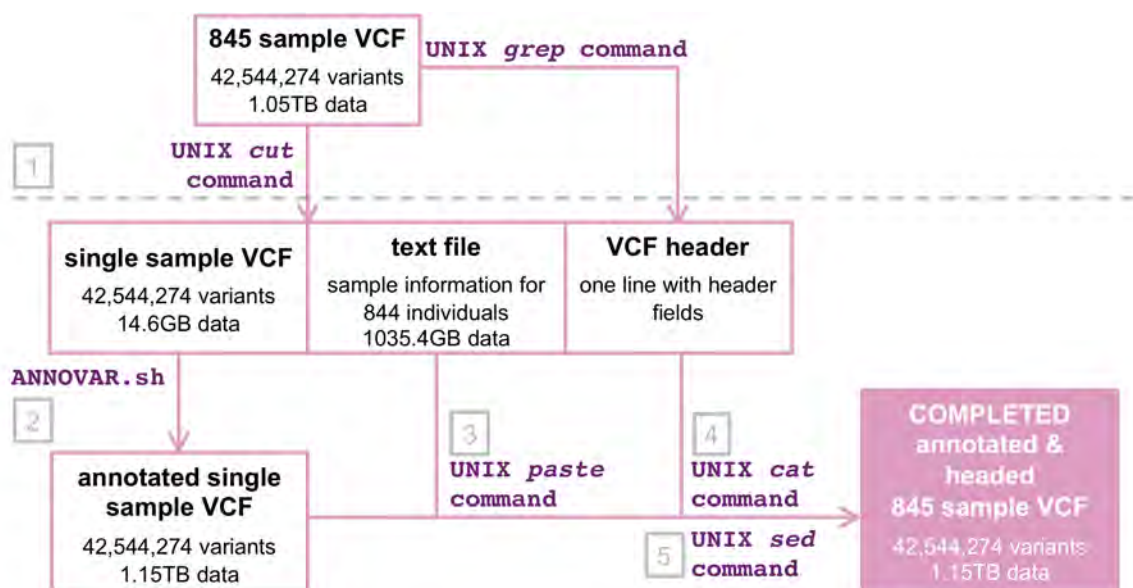 845 sample VCF
42,544,274 variants
1.05TB data
UNIX grep command
UNIX cut
command
1
single sample VCF
42,544,274 variants
14.6GB data
text file
sample information for
844 individuals
1035.4GB data
VCF header
one line with header
fields
ANNOVAR.sh
2
annotated single
sample VCF
42,544,274 variants
1.15TB data
3
UNIX paste
command
4
UNIX cat
command
5
UNIX sed
command
COMPLETED
annotated &
headed
845 sample VCF
42,544,274 variants
1.15TB data